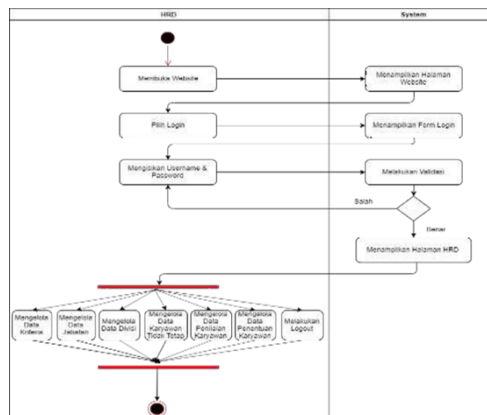 HRD
System
Membuka Website
Menampilkan Halaman
Website
Pilih Login
Menampilkan Form Login
Mengisikan Username &
Password
Melakukan Validasi
Salah
Benar
Menampilkan Halaman HRD
Mengelola
Data
Kriteria
Mengelola
Data
Jabatan
Mengelola
Data Divisi
Mengelola
Data
Karyawan
Tidak Tetap
Mengelola
Data
Penilaian
Karyawan
Mengelola
Data
Penentuan
Karyawan
Melakukan
Logout